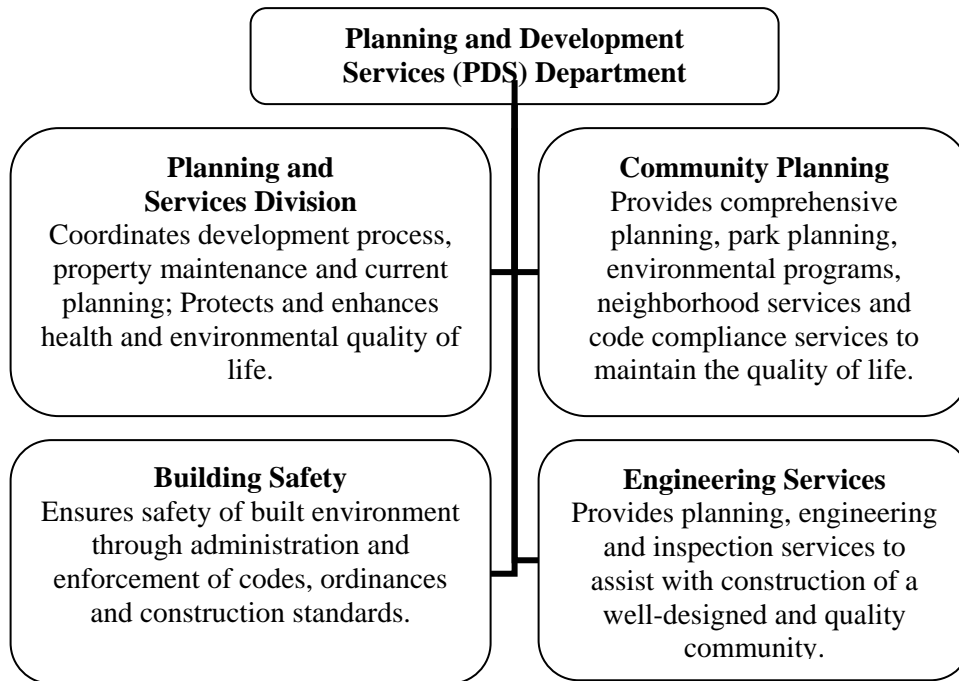 Planning and Development
Services (PDS) Department
Planning and
Services Division
Coordinates development process,
property maintenance and current
planning; Protects and enhances
health and environmental quality of
life.
Community Planning
Provides comprehensive
planning, park planning,
environmental programs,
neighborhood services and
code compliance services to
maintain the quality of life.
Building Safety
Ensures safety of built environment
through administration and
enforcement of codes, ordinances
and construction standards.
Engineering Services
Provides planning, engineering
and inspection services to
assist with construction of a
well-designed and quality
community.